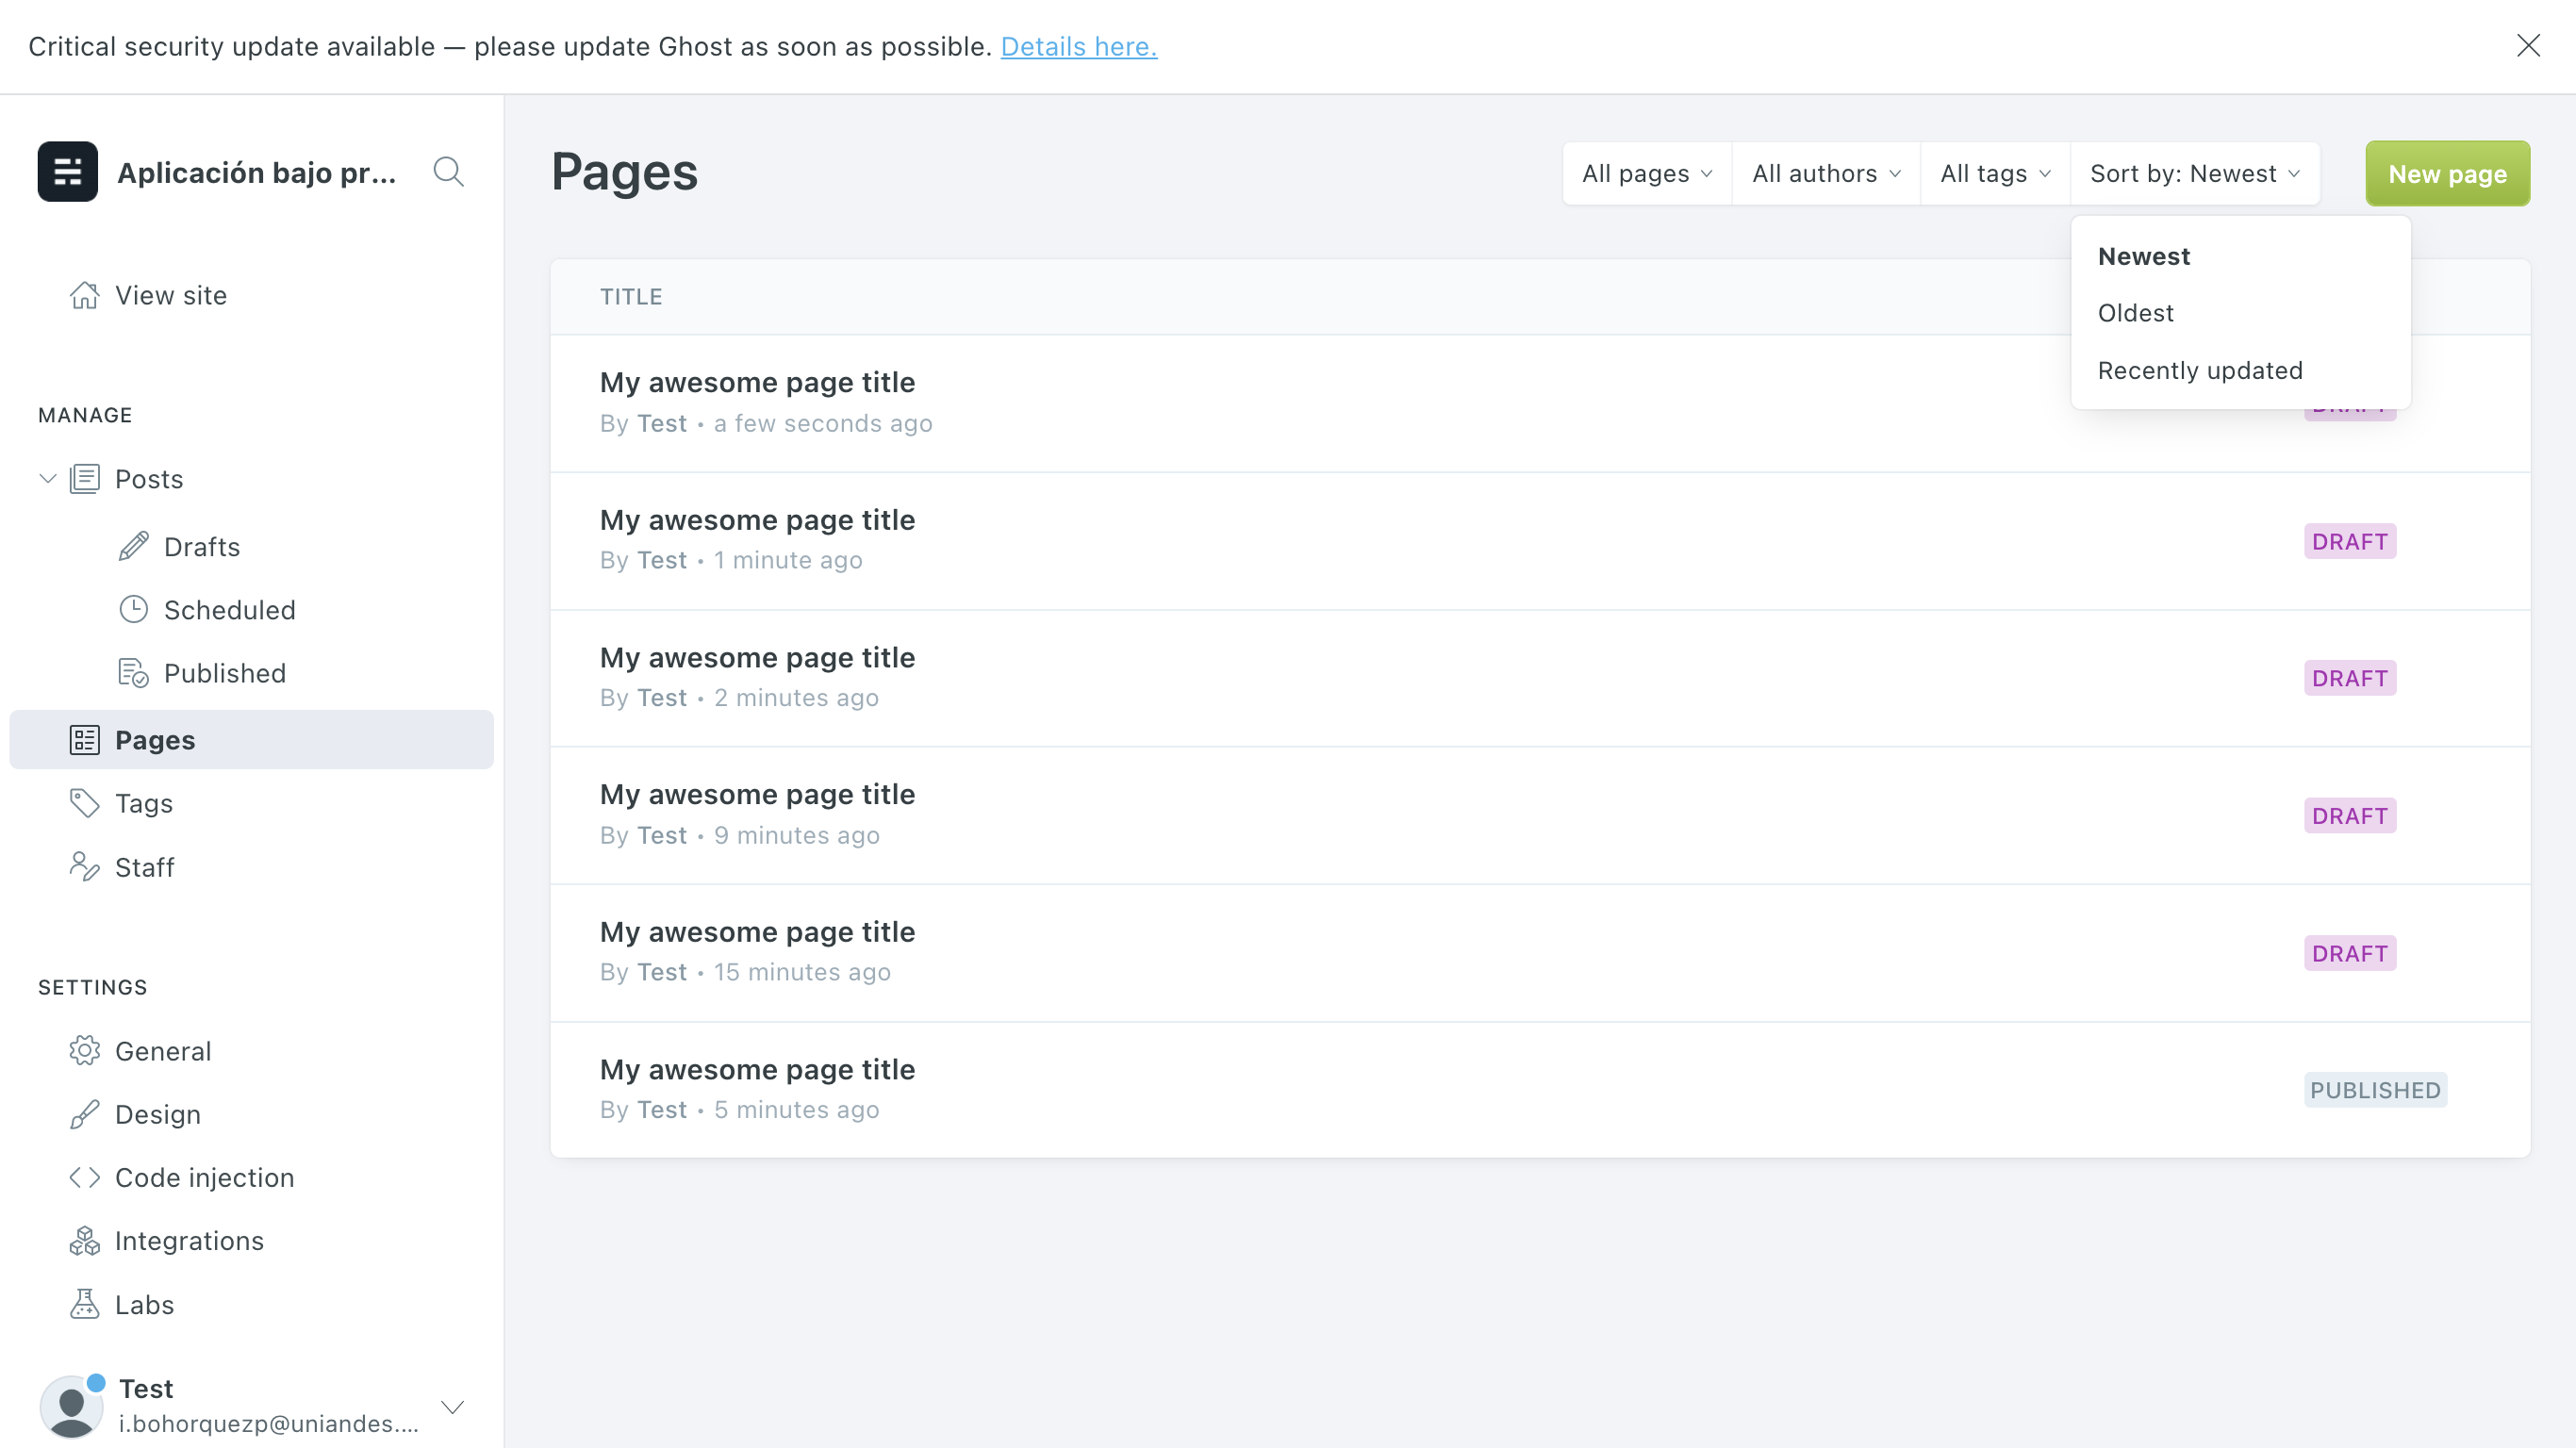 Critical security update available — please update Ghost as soon as possible. Details here.
Aplicación bajo pr...
View site
MANAGE
Posts
Drafts
Scheduled
Published
Pages
Tags
Staff
SETTINGS
General
Design
Code injection
Integrations
Labs
Test
i.bohorquezp@uniandes....
Pages
All pages
All authors
All tags
Sort by: Newest
New page
Newest
Oldest
Recently updated
TITLE
My awesome page title
By Test • a few seconds ago
DRAFT
My awesome page title
By Test • 1 minute ago
DRAFT
My awesome page title
By Test • 2 minutes ago
DRAFT
My awesome page title
By Test • 9 minutes ago
DRAFT
My awesome page title
By Test • 15 minutes ago
DRAFT
My awesome page title
By Test • 5 minutes ago
PUBLISHED